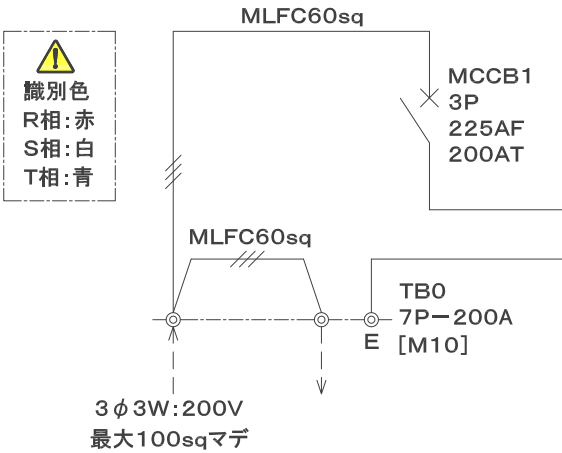 MLFC60sq
識別色
R相:赤
S相:白
T相:青
MCCB1
3P
225AF
200AT
MLFC60sq
TB0
7P−200A
[M10]
E
3φ3W:200V
最大100sqマデ